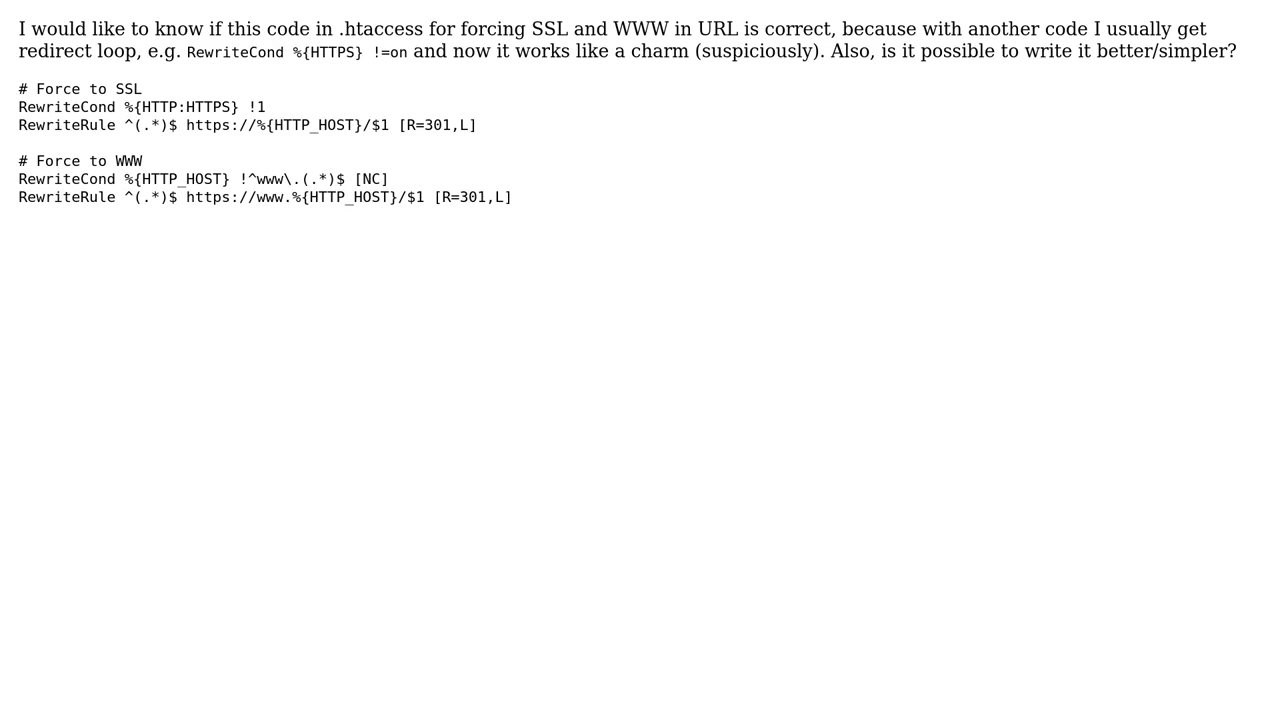 I would like to know if this code in .htaccess for forcing SSL and WWW in URL is correct, because with another code I usually get
redirect loop, e.g. RewriteCond %{HTTPS} !=on and now it works like a charm (suspiciously). Also, is it possible to write it better/simpler?
# Force to SSL
RewriteCond %{HTTP:HTTPS} !1
RewriteRule ^(.*)$ https://%{HTTP_HOST}/$1 [R=301,L]
# Force to WWW
RewriteCond %{HTTP_HOST} !^www\.(.*)$ [NC]
RewriteRule ^(.*)$ https://www.%{HTTP_HOST}/$1 [R=301,L]